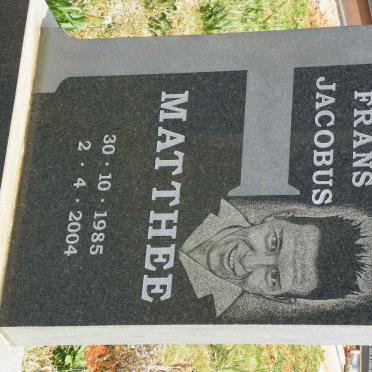 FRANS
JACOBUS
MATTHEE
30·10·1985
2·4·2004